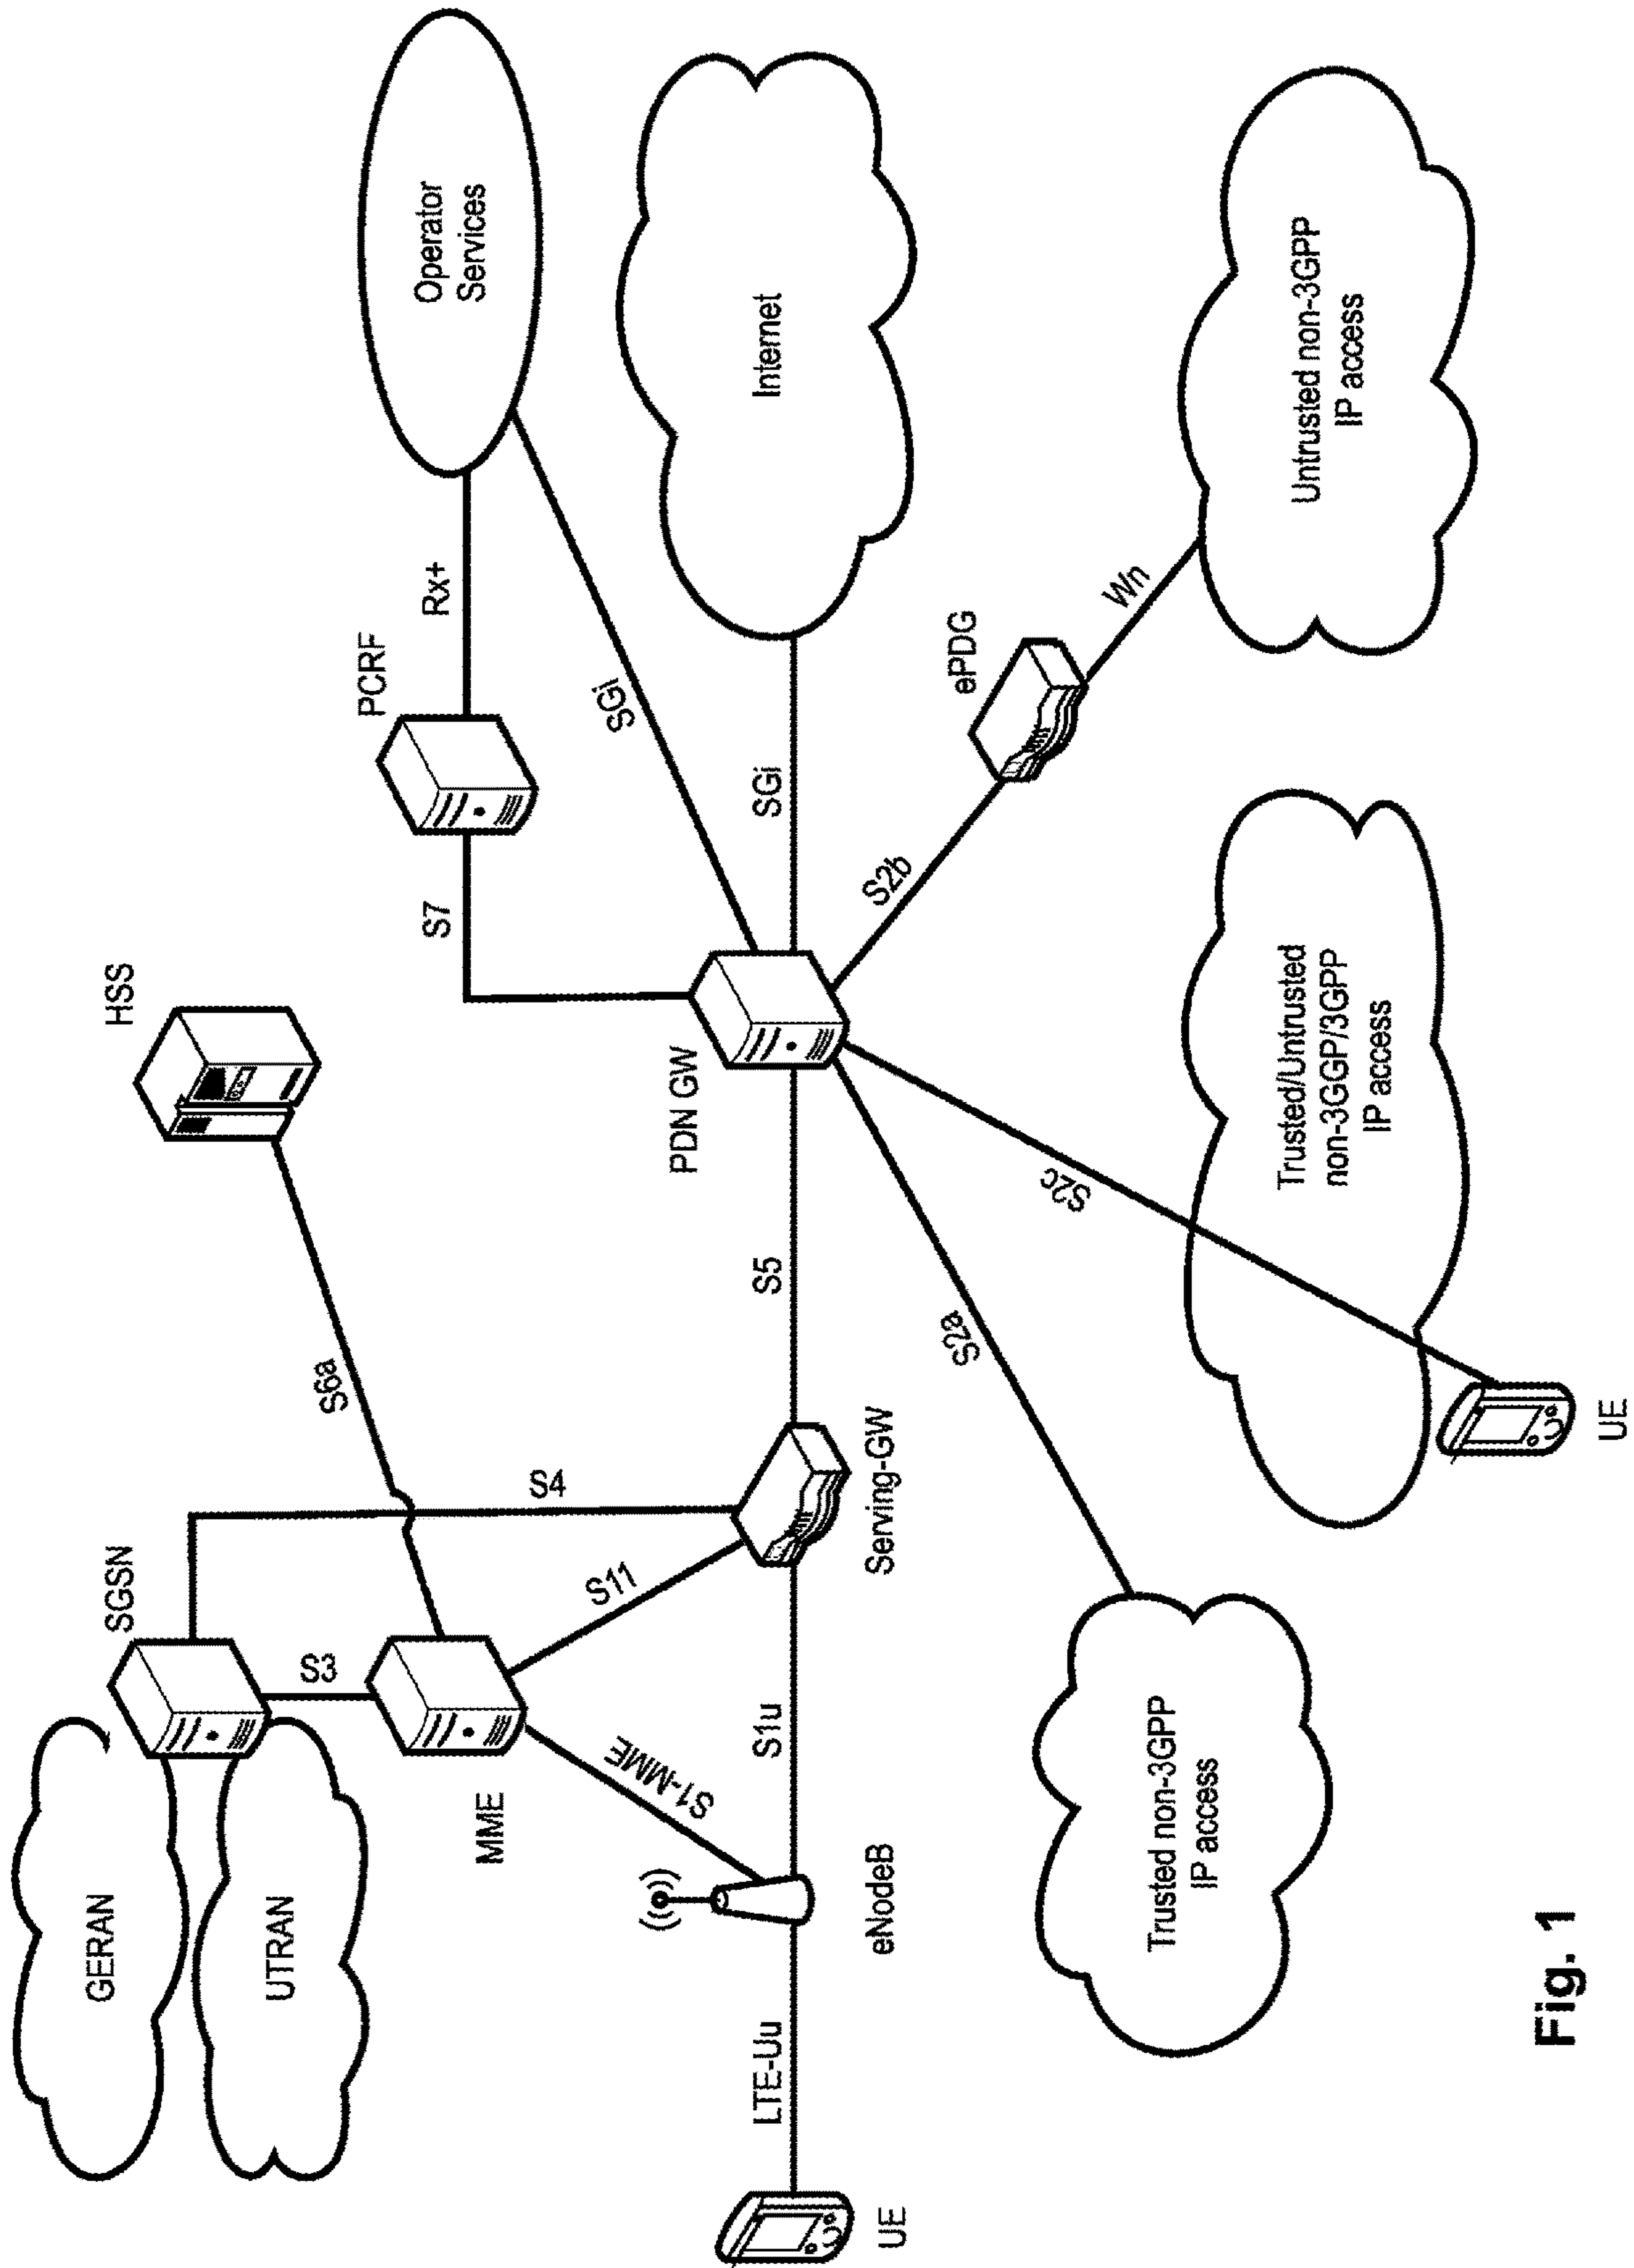 HSS
GERAN
SGSN
UTRAN
S3
S6a
S4
MME
S11
S1-MME
PCRF
S7
Rx+
Operator
Services
SGi
UE
LTE-Uu
eNodeB
S1u
Serving-GW
S5
PDN GW
SGi
Internet
S2a
S2c
S2b
ePDG
Wn
Trusted non-3GPP
IP access
Trusted/Untrusted
non-3GGP/3GPP
IP access
Untrusted non-3GPP
IP access
UE
Fig. 1